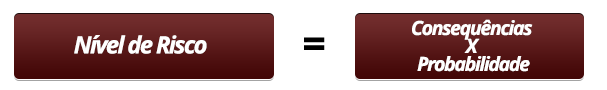 Nível de Risco = Consequências
X
Probabilidade